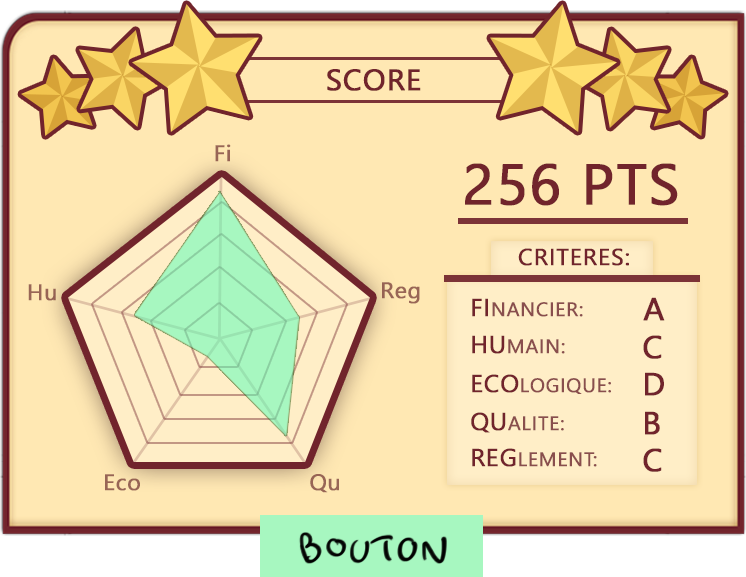 SCORE
Fi
256 PTS
CRITERES:
Hu
Reg
FINANCIER: A
HUMAIN: C
ECOLOGIQUE: D
QUALITE: B
REGLEMENT: C
Eco
Qu
BOUTON